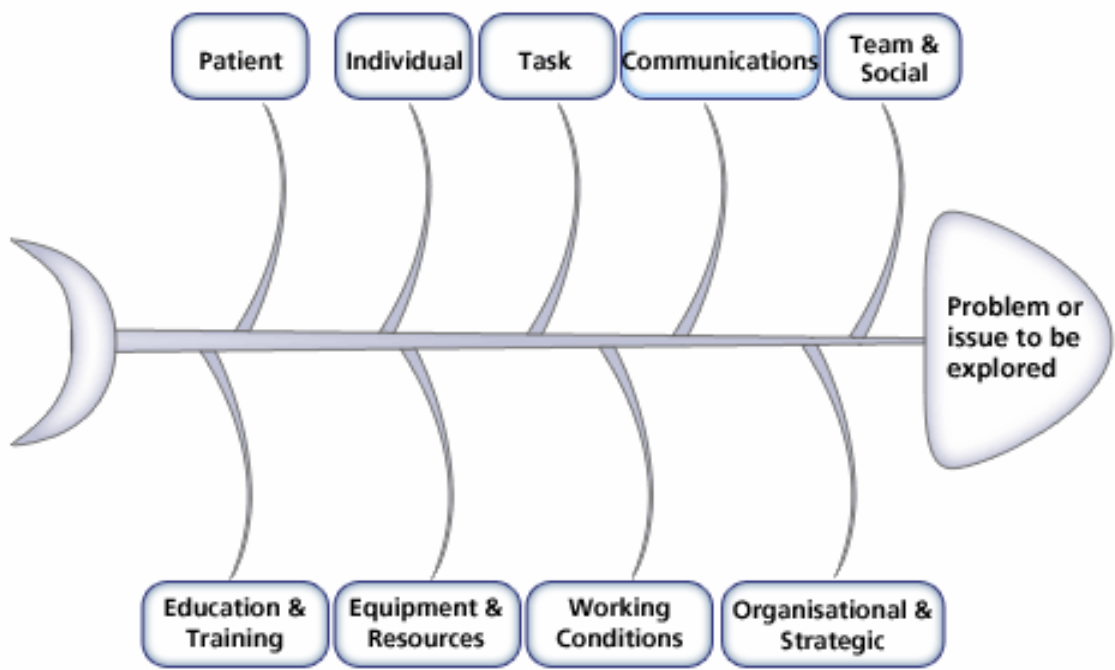 Patient
Individual
Task
Communications
Team &
Social
Problem or
issue to be
explored
Education &
Training
Equipment &
Resources
Working
Conditions
Organisational &
Strategic